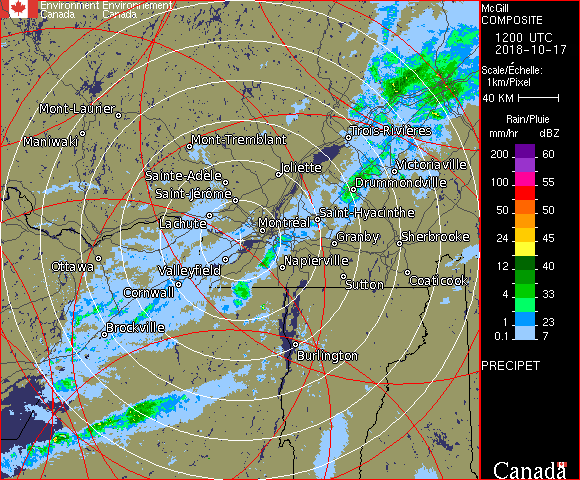 Environment Environnement
Canada Canada
McGill
COMPOSITE
1200 UTC
2018-10-17
Scale/Échelle:
1km/Pixel
40 KM
Rain/Pluie
mm/hr dBZ
200 60
100 55
50 50
24 45
12 40
4 33
1 23
0.1 7
PRECIPET
Canada
Mont-Laurier
Maniwaki
Mont-Tremblant
Trois-Rivières
Joliette
Victoriaville
Sainte-Adèle
Drummondville
Saint-Jérôme
Saint-Hyacinthe
Lachute
Montréal
Granby
Sherbrooke
Ottawa
Valleyfield
Napierville
Sutton
Coaticook
Cornwall
Brockville
Burlington